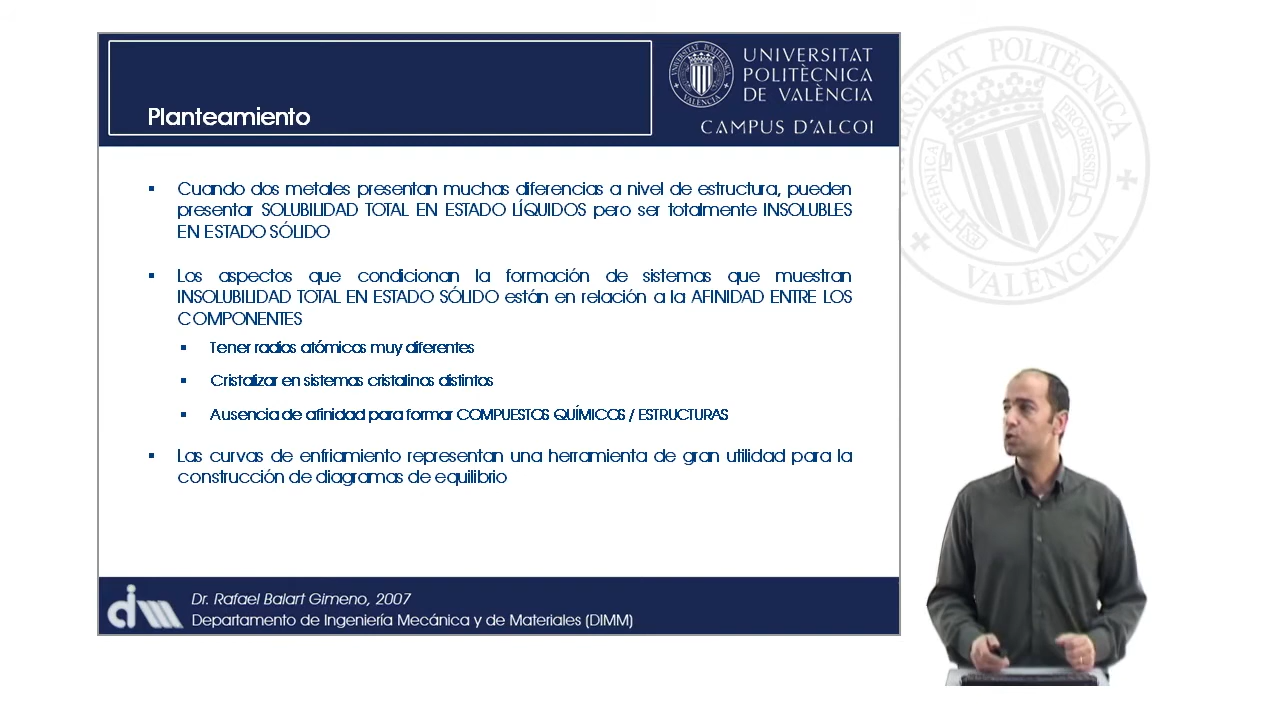 Planteamiento
UNIVERSITAT
POLITÈCNICA
DE VALÈNCIA
CAMPUS D'ALCOI
▪ Cuando dos metales presentan muchas diferencias a nivel de estructura, pueden
presentar SOLUBILIDAD TOTAL EN ESTADO LÍQUIDOS pero ser totalmente INSOLUBLES
EN ESTADO SÓLIDO
▪ Los aspectos que condicionan la formación de sistemas que muestran
INSOLUBILIDAD TOTAL EN ESTADO SÓLIDO están en relación a la AFINIDAD ENTRE LOS
COMPONENTES
▪ Tener radios atómicos muy diferentes
▪ Cristalizar en sistemas cristalinos distintos
▪ Ausencia de afinidad para formar COMPUESTOS QUÍMICOS / ESTRUCTURAS
▪ Las curvas de enfriamiento representan una herramienta de gran utilidad para la
construcción de diagramas de equilibrio
dimm
Dr. Rafael Balart Gimeno, 2007
Departamento de Ingeniería Mecánica y de Materiales (DIMM)
POLITÈCNICA
VALÈNCIA